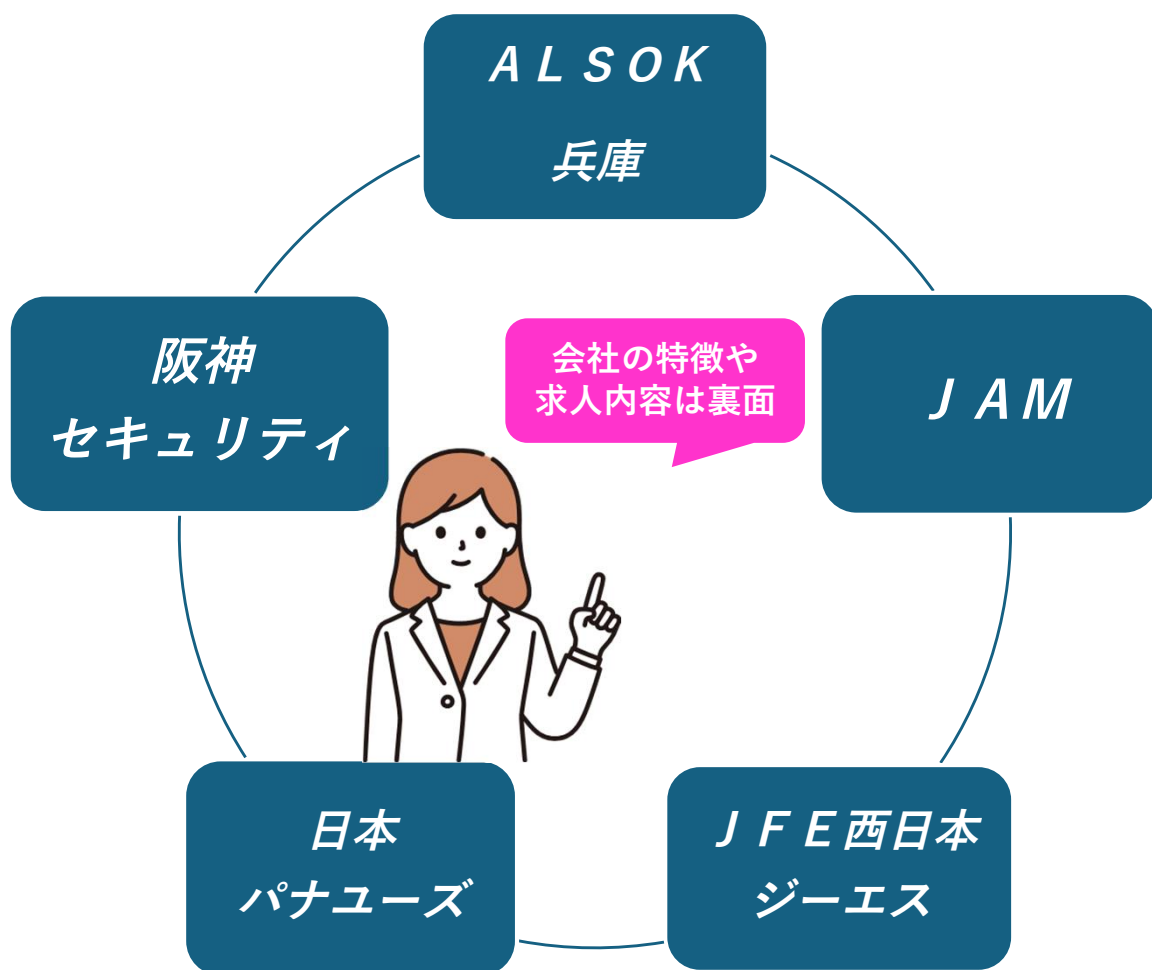 ＡＬＳＯＫ
兵庫
阪神
セキュリティ
会社の特徴や
求人内容は裏面
ＪＡＭ
日本
パナユーズ
ＪＦＥ西日本
ジーエス